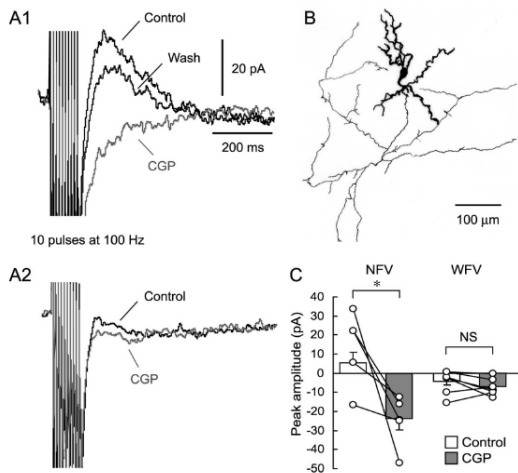 A1
Control
Wash
20 pA
CGP
200 ms
10 pulses at 100 Hz
B
100 μm
A2
Control
CGP
C
NFV
WFV
*
NS
Peak amplitude (pA)
40
30
20
10
0
-10
-20
-30
-40
-50
Control
CGP